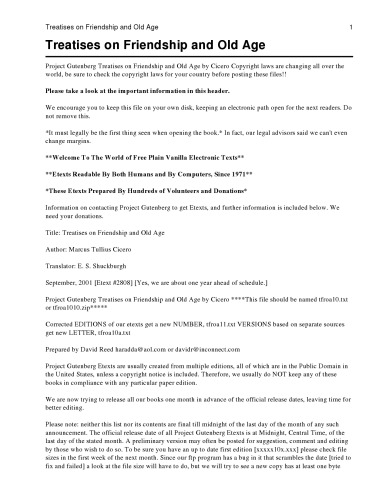 Treatises on Friendship and Old Age 1
Treatises on Friendship and Old Age
Project Gutenberg Treatises on Friendship and Old Age by Cicero Copyright laws are changing all over the
world, be sure to check the copyright laws for your country before posting these files!!
Please take a look at the important information in this header.
We encourage you to keep this file on your own disk, keeping an electronic path open for the next readers. Do
not remove this.
*It must legally be the first thing seen when opening the book.* In fact, our legal advisors said we can't even
change margins.
**Welcome To The World of Free Plain Vanilla Electronic Texts**
**Etexts Readable By Both Humans and By Computers, Since 1971**
*These Etexts Prepared By Hundreds of Volunteers and Donations*
Information on contacting Project Gutenberg to get Etexts, and further information is included below. We
need your donations.
Title: Treatises on Friendship and Old Age
Author: Marcus Tullius Cicero
Translator: E. S. Shuckburgh
September, 2001 [Etext #2808] [Yes, we are about one year ahead of schedule.]
Project Gutenberg Treatises on Friendship and Old Age by Cicero ****This file should be named tfroa10.txt
or tfroa1010.zip*****
Corrected EDITIONS of our etexts get a new NUMBER, tfroa11.txt VERSIONS based on separate sources
get new LETTER, tfroa10a.txt
Prepared by David Reed haradda@aol.com or davidr@inconnect.com
Project Gutenberg Etexts are usually created from multiple editions, all of which are in the Public Domain in
the United States, unless a copyright notice is included. Therefore, we usually do NOT keep any of these
books in compliance with any particular paper edition.
We are now trying to release all our books one month in advance of the official release dates, leaving time for
better editing.
Please note: neither this list nor its contents are final till midnight of the last day of the month of any such
announcement. The official release date of all Project Gutenberg Etexts is at Midnight, Central Time, of the
last day of the stated month. A preliminary version may often be posted for suggestion, comment and editing
by those who wish to do so. To be sure you have an up to date first edition [xxxxx10x.xxx] please check file
sizes in the first week of the next month. Since our ftp program has a bug in it that scrambles the date [tried to
fix and failed] a look at the file size will have to do, but we will try to see a new copy has at least one byte